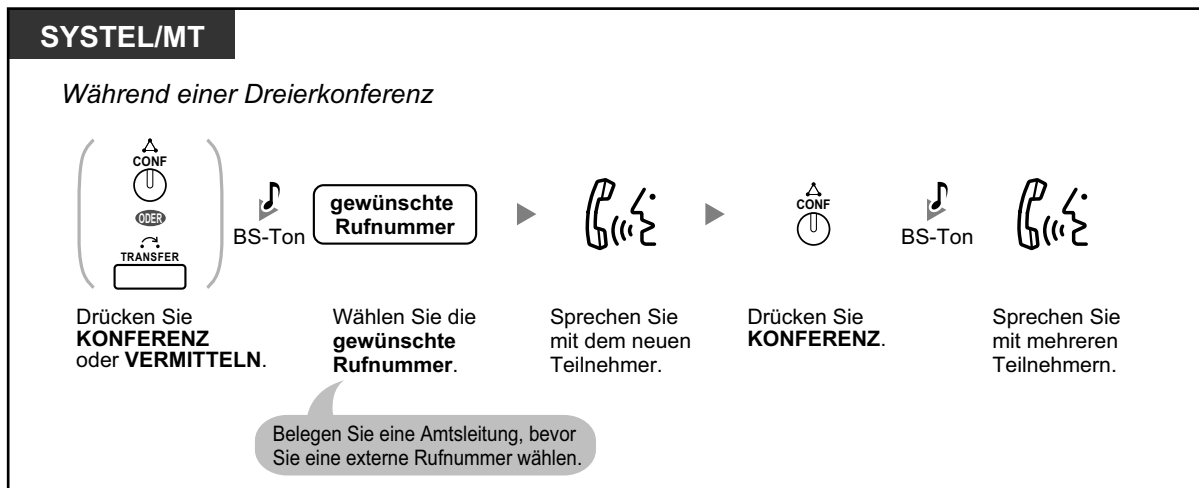 SYSTEL/MT
Während einer Dreierkonferenz
CONF
ODER
TRANSFER
BS-Ton
gewünschte
Rufnummer
CONF
BS-Ton
Drücken Sie
KONFERENZ
oder VERMITTELN.
Wählen Sie die
gewünschte
Rufnummer.
Sprechen Sie
mit dem neuen
Teilnehmer.
Drücken Sie
KONFERENZ.
Sprechen Sie
mit mehreren
Teilnehmern.
Belegen Sie eine Amtsleitung, bevor
Sie eine externe Rufnummer wählen.